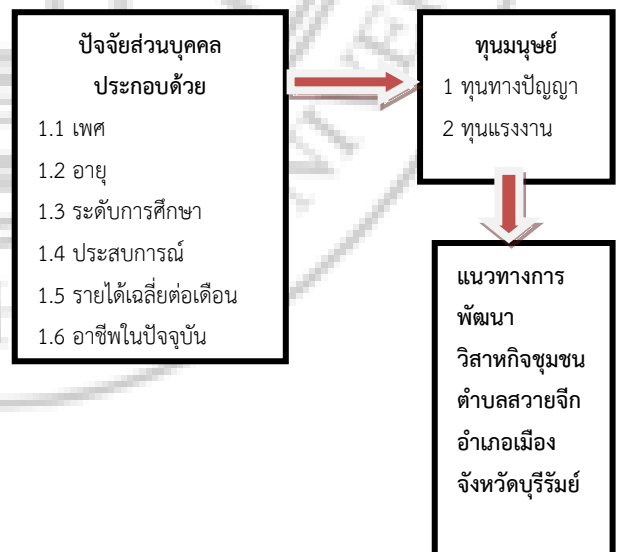 ปัจจัยส่วนบุคคล
ประกอบด้วย
1.1 เพศ
1.2 อายุ
1.3 ระดับการศึกษา
1.4 ประสบการณ์
1.5 รายได้เฉลี่ยต่อเดือน
1.6 อาชีพในปัจจุบัน
ทุนมนุษย์
1 ทุนทางปัญญา
2 ทุนแรงงาน
แนวทางการ
พัฒนา
วิสาหกิจชุมชน
ตำบลสวายจีก
อำเภอเมือง
จังหวัดบุรีรัมย์